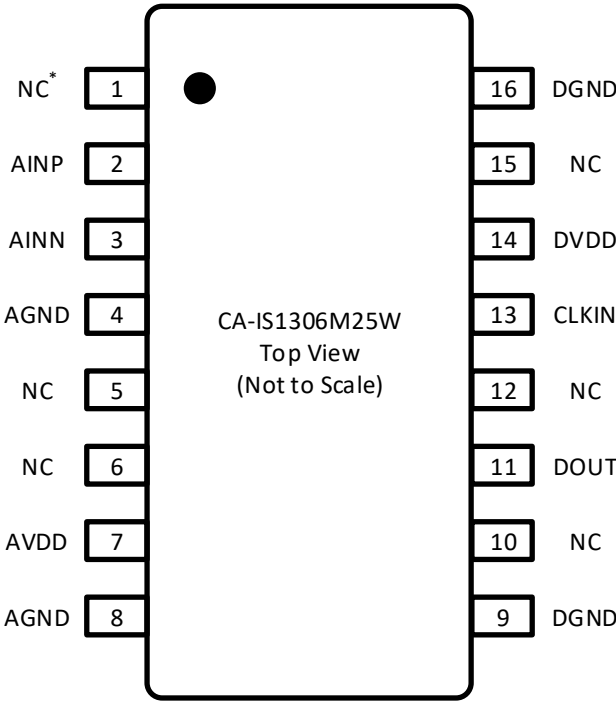 NC* 1 16 DGND
AINP 2 15 NC
AINN 3 14 DVDD
AGND 4 13 CLKIN
CA-IS1306M25W
Top View
(Not to Scale)
NC 5 12 NC
NC 6 11 DOUT
AVDD 7 10 NC
AGND 8 9 DGND